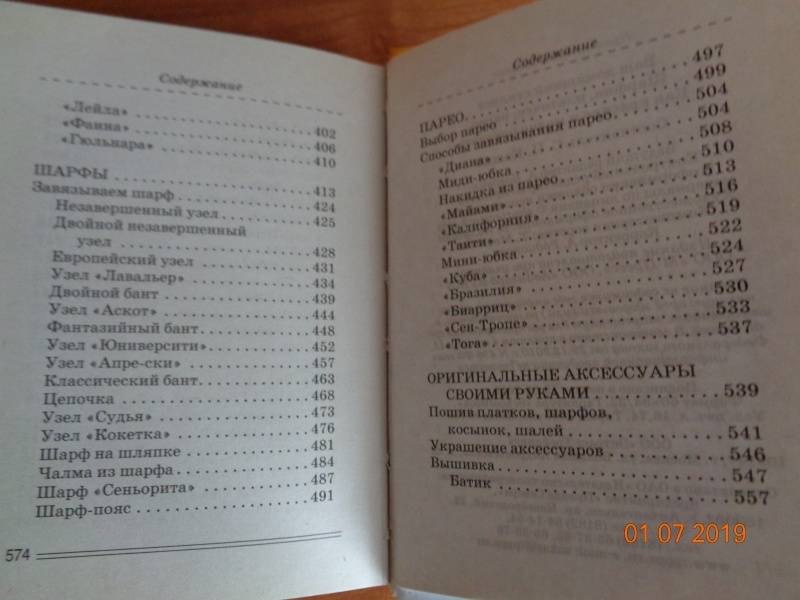 Содержание
«Лейла» . . . . . . . . . . 402
«Фаина» . . . . . . . . . . 406
«Гюльнара» . . . . . . . . . . 410
ШАРФЫ . . . . . . . . . . 413
Завязываем шарф . . . . . . . . . . 424
Незавершенный узел . . . . . . . . . . 425
Двойной незавершенный
узел . . . . . . . . . . 428
Европейский узел . . . . . . . . . . 431
Узел «Лавальер» . . . . . . . . . . 434
Двойной бант . . . . . . . . . . 439
Узел «Аскот» . . . . . . . . . . 444
Фантазийный бант . . . . . . . . . . 448
Узел «Юниверсити» . . . . . . . . . . 452
Узел «Апре-ски» . . . . . . . . . . 457
Классический бант . . . . . . . . . . 463
Цепочка . . . . . . . . . . 468
Узел «Судья» . . . . . . . . . . 473
Узел «Кокетка» . . . . . . . . . . 476
Шарф на шляпке . . . . . . . . . . 481
Чалма из шарфа . . . . . . . . . . 484
Шарф «Сеньорита» . . . . . . . . . . 487
Шарф-пояс . . . . . . . . . . 491
574
Содержание
ПАРЕО . . . . . . . . . . 497
Выбор парео . . . . . . . . . . 499
Способы завязывания парео . . . . . . . . . . 504
«Диана» . . . . . . . . . . 504
Миди-юбка . . . . . . . . . . 508
Накидка из парео . . . . . . . . . . 510
«Майами» . . . . . . . . . . 513
«Калифорния» . . . . . . . . . . 516
«Таити» . . . . . . . . . . 519
Мини-юбка . . . . . . . . . . 522
«Куба» . . . . . . . . . . 524
«Бразилия» . . . . . . . . . . 527
«Биарриц» . . . . . . . . . . 530
«Сен-Тропе» . . . . . . . . . . 533
«Тога» . . . . . . . . . . 537
ОРИГИНАЛЬНЫЕ АКСЕССУАРЫ
СВОИМИ РУКАМИ . . . . . . . . . . 539
Пошив платков, шарфов,
косынок, шалей . . . . . . . . . . 541
Украшение аксессуаров . . . . . . . . . . 546
Вышивка . . . . . . . . . . 547
Батик . . . . . . . . . . 557
01 07 2019